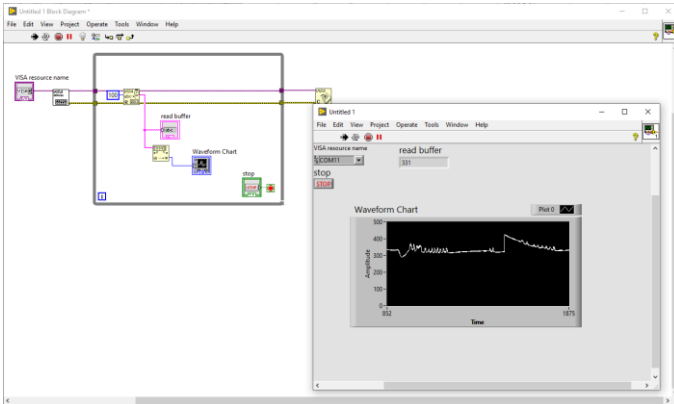 Untitled 1 Block Diagram *
File Edit View Project Operate Tools Window Help
VISA resource name
100
read buffer
abc
Waveform Chart
stop
STOP
i
Untitled 1
File Edit View Project Operate Tools Window Help
VISA resource name
COM11
read buffer
331
stop
STOP
Waveform Chart
Plot 0
500
400
300
200
100
0
Amplitude
852
1875
Time